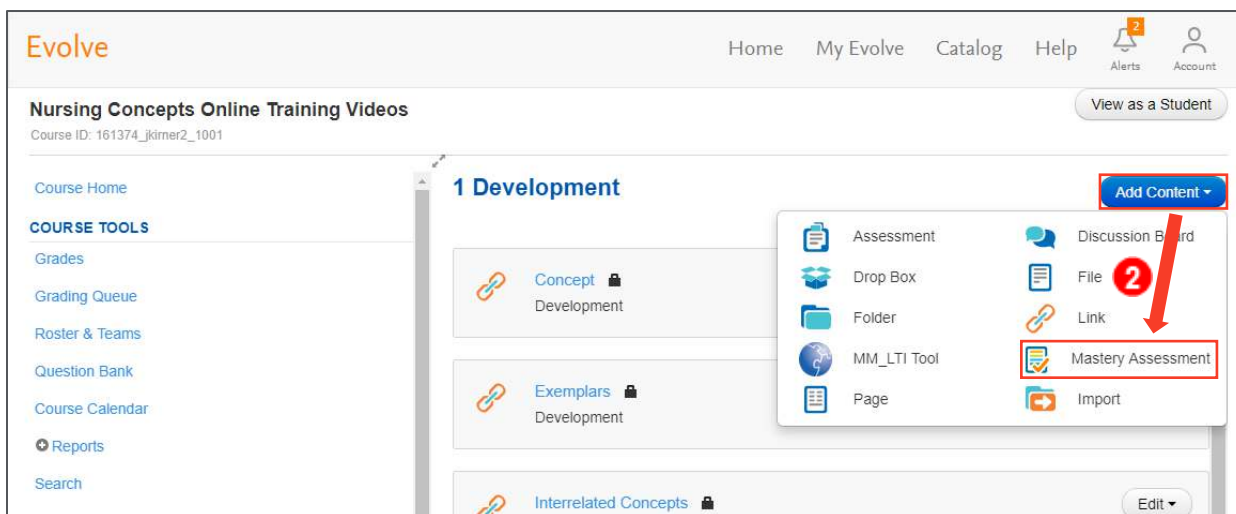 Evolve
Home My Evolve Catalog Help
2
Alerts Account
Nursing Concepts Online Training Videos
Course ID: 161374_jkirner2_1001
View as a Student
Course Home
COURSE TOOLS
Grades
Grading Queue
Roster & Teams
Question Bank
Course Calendar
Reports
Search
1 Development
Add Content
Assessment Discussion Board
Drop Box File 2
Folder Link
MM_LTI Tool Mastery Assessment
Page Import
Concept
Development
Exemplars
Development
Interrelated Concepts
Edit